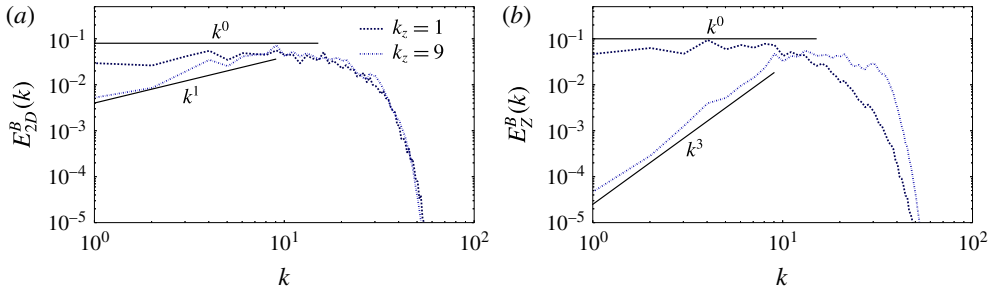 (a)
k^0
k_z = 1
k_z = 9
k^1
E^B_{2D}(k)
10^{-1}
10^{-2}
10^{-3}
10^{-4}
10^{-5}
10^0
10^1
10^2
k
(b)
k^0
k^3
E^B_Z(k)
10^{-1}
10^{-2}
10^{-3}
10^{-4}
10^{-5}
10^0
10^1
10^2
k